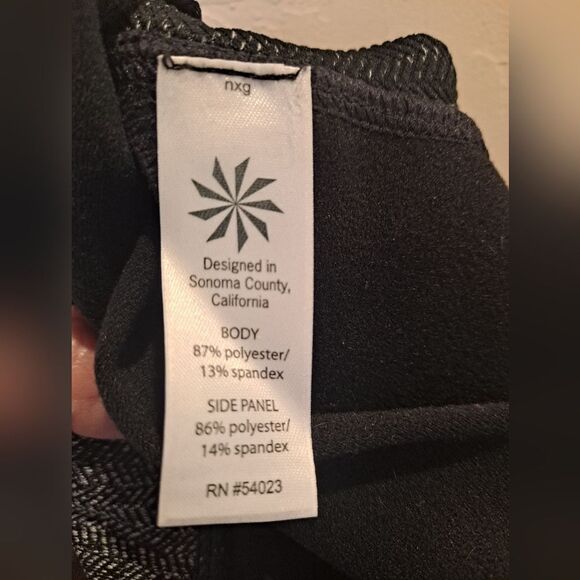 nxg
Designed in
Sonoma County,
California
BODY
87% polyester/
13% spandex
SIDE PANEL
86% polyester/
14% spandex
RN #54023